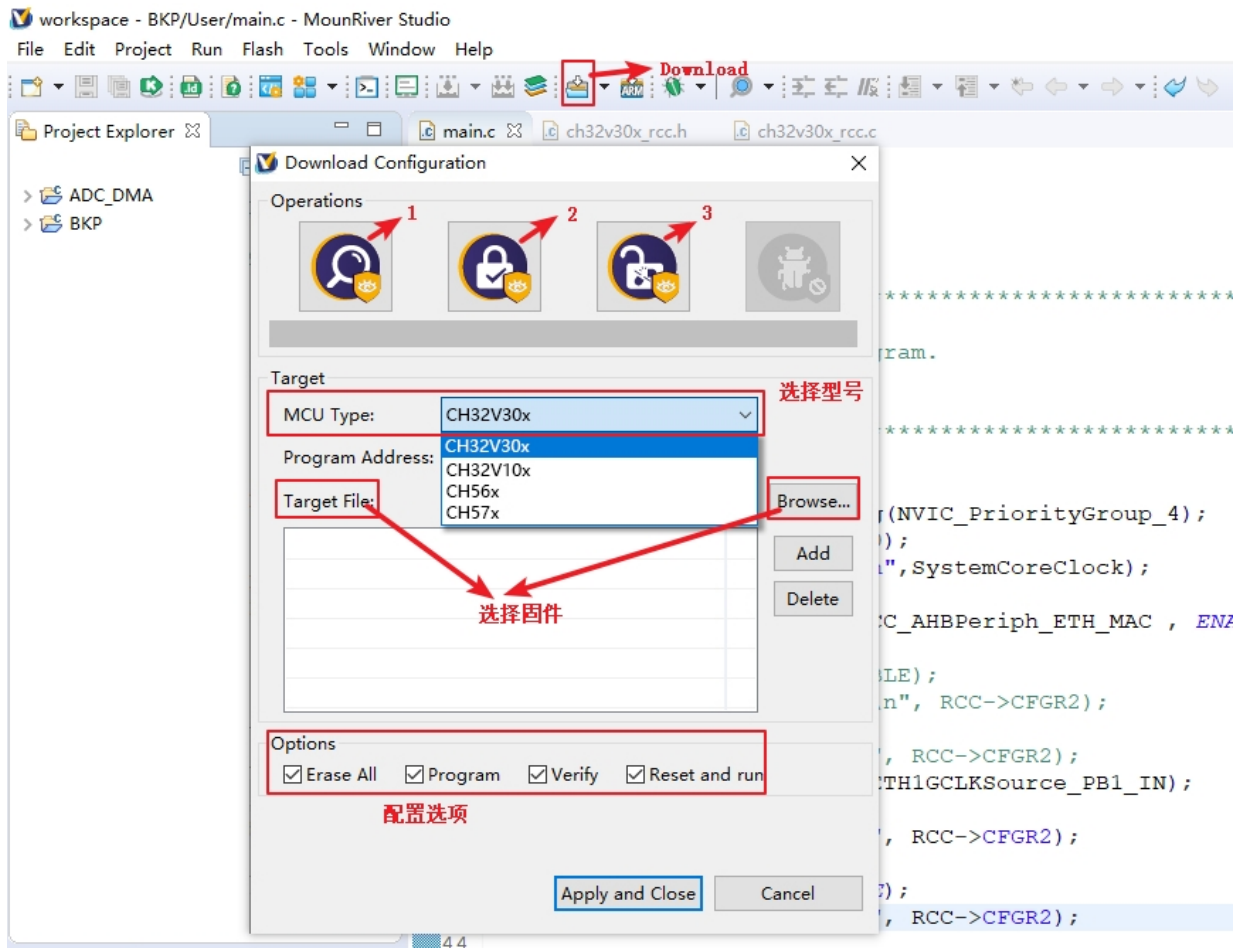 workspace - BKP/User/main.c - MounRiver Studio
File Edit Project Run Flash Tools Window Help
Download
Project Explorer
main.c
ch32v30x_rcc.h
ch32v30x_rcc.c
Download Configuration
ADC_DMA
BKP
Operations
1
2
3
****************************
gram.
Target
选择型号
MCU Type: CH32V30x
****************************
CH32V30x
Program Address:
CH32V10x
CH56x
Target File:
Browse...
CH57x
(NVIC_PriorityGroup_4);
);
Add
",SystemCoreClock);
Delete
选择固件
C_AHBPeriph_ETH_MAC , ENA
BLE);
n", RCC->CFGR2);
Options
", RCC->CFGR2);
Erase All Program Verify Reset and run
ETH1GCLKSource_PB1_IN);
配置选项
", RCC->CFGR2);
Apply and Close
Cancel
);
", RCC->CFGR2);
44